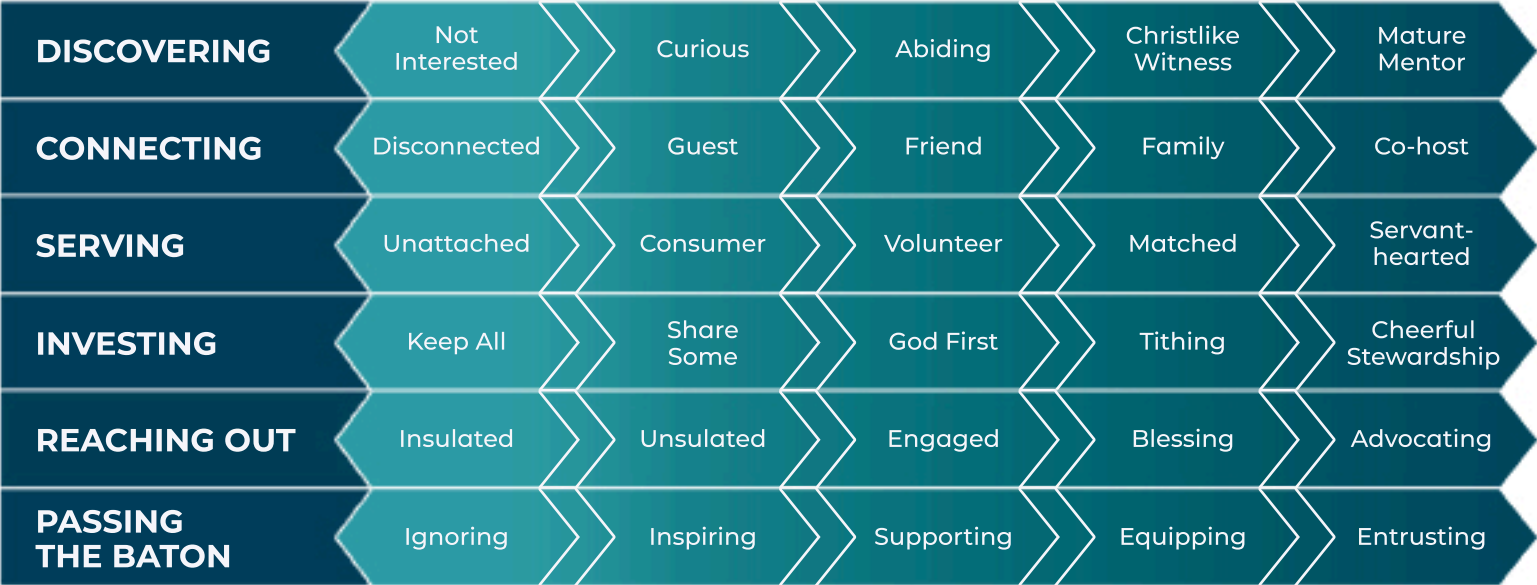 DISCOVERING
Not
Interested
Curious
Abiding
Christlike
Witness
Mature
Mentor
CONNECTING
Disconnected
Guest
Friend
Family
Co-host
SERVING
Unattached
Consumer
Volunteer
Matched
Servant-
hearted
INVESTING
Keep All
Share
Some
God First
Tithing
Cheerful
Stewardship
REACHING OUT
Insulated
Unsulated
Engaged
Blessing
Advocating
PASSING
THE BATON
Ignoring
Inspiring
Supporting
Equipping
Entrusting